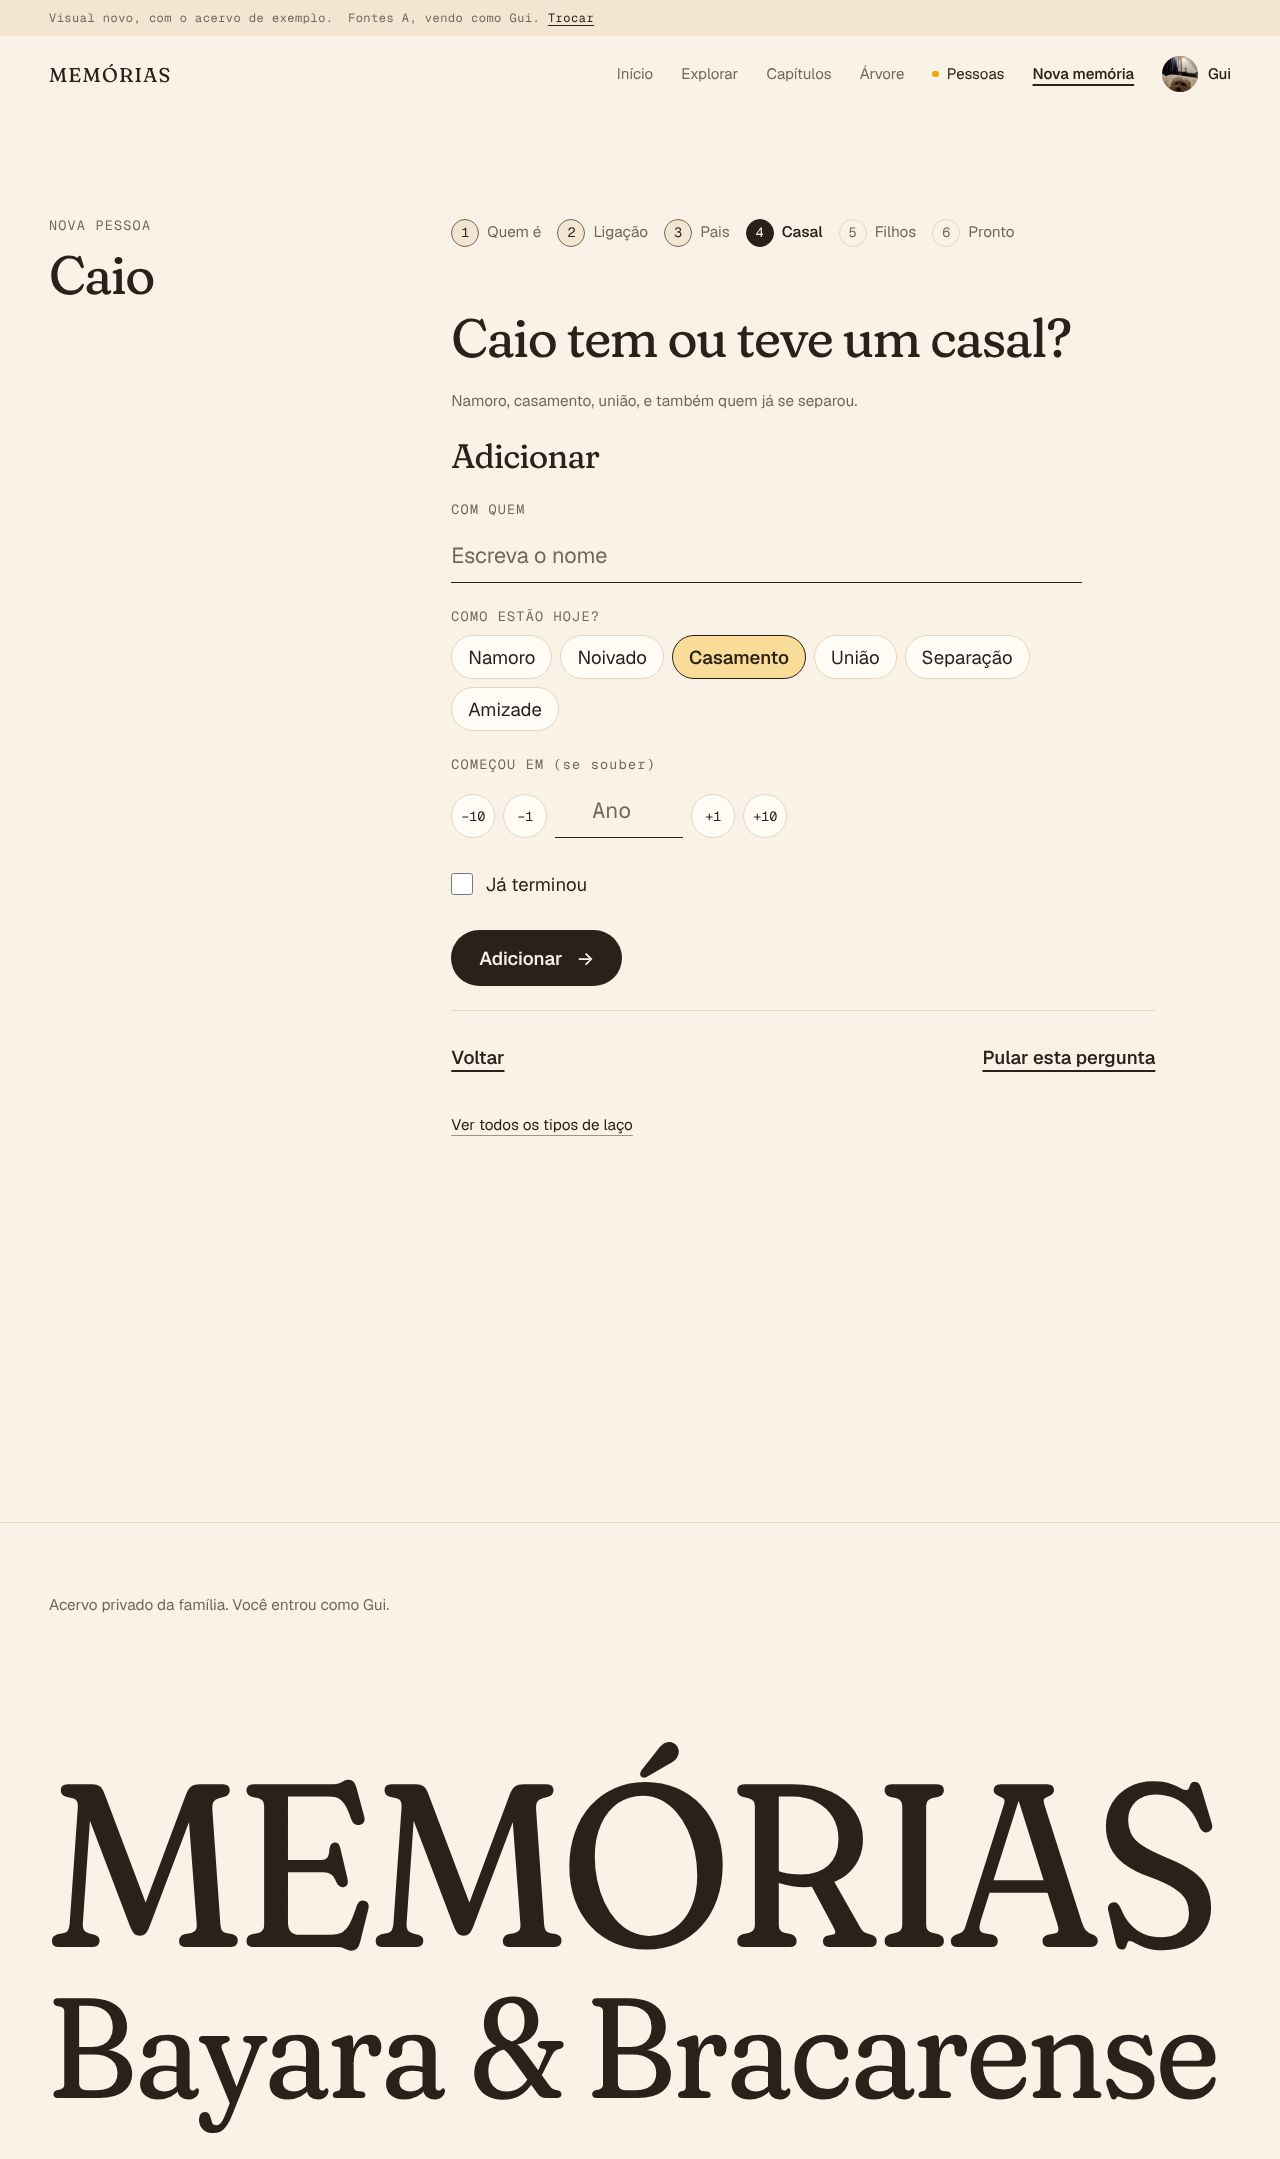 Visual novo, com o acervo de exemplo. Fontes A, vendo como Gui. Trocar
MEMÓRIAS
Início Explorar Capítulos Árvore Pessoas Nova memória Gui
NOVA PESSOA
Caio
1 Quem é 2 Ligação 3 Pais 4 Casal 5 Filhos 6 Pronto
Caio tem ou teve um casal?
Namoro, casamento, união, e também quem já se separou.
Adicionar
COM QUEM
Escreva o nome
COMO ESTÃO HOJE?
Namoro Noivado Casamento União Separação
Amizade
COMEÇOU EM (se souber)
−10 −1 Ano +1 +10
Já terminou
Adicionar →
Voltar Pular esta pergunta
Ver todos os tipos de laço
Acervo privado da família. Você entrou como Gui.
MEMÓRIAS
Bayara & Bracarense